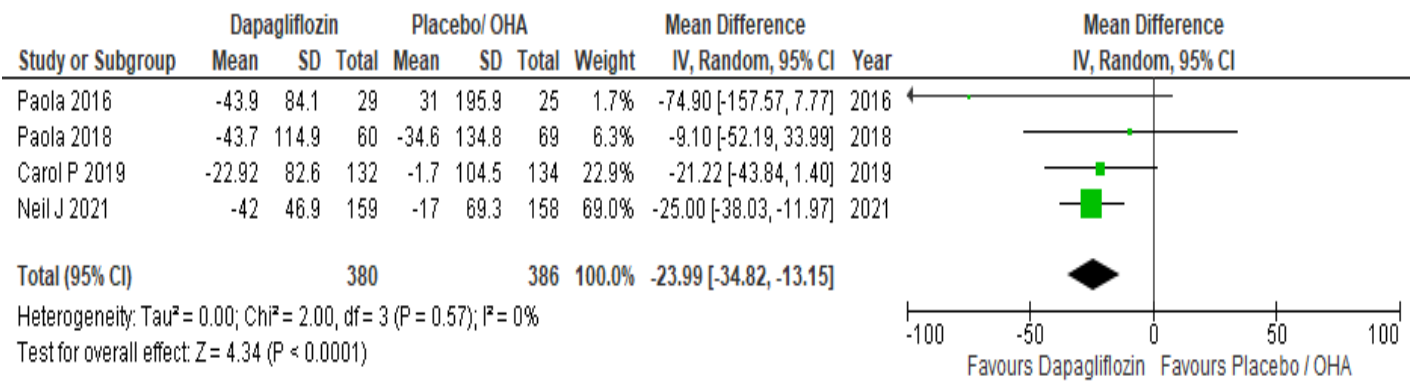 Dapagliflozin Placebo/ OHA Mean Difference Mean Difference
Study or Subgroup Mean SD Total Mean SD Total Weight IV, Random, 95% CI Year IV, Random, 95% CI
Paola 2016 -43.9 84.1 29 31 195.9 25 1.7% -74.90 [-157.57, 7.77] 2016
Paola 2018 -43.7 114.9 60 -34.6 134.8 69 6.3% -9.10 [-52.19, 33.99] 2018
Carol P 2019 -22.92 82.6 132 -1.7 104.5 134 22.9% -21.22 [-43.84, 1.40] 2019
Neil J 2021 -42 46.9 159 -17 69.3 158 69.0% -25.00 [-38.03, -11.97] 2021
Total (95% CI) 380 386 100.0% -23.99 [-34.82, -13.15]
Heterogeneity: Tau² = 0.00; Chi² = 2.00, df = 3 (P = 0.57); I² = 0%
Test for overall effect: Z = 4.34 (P < 0.0001)
-100 -50 0 50 100
Favours Dapagliflozin Favours Placebo / OHA